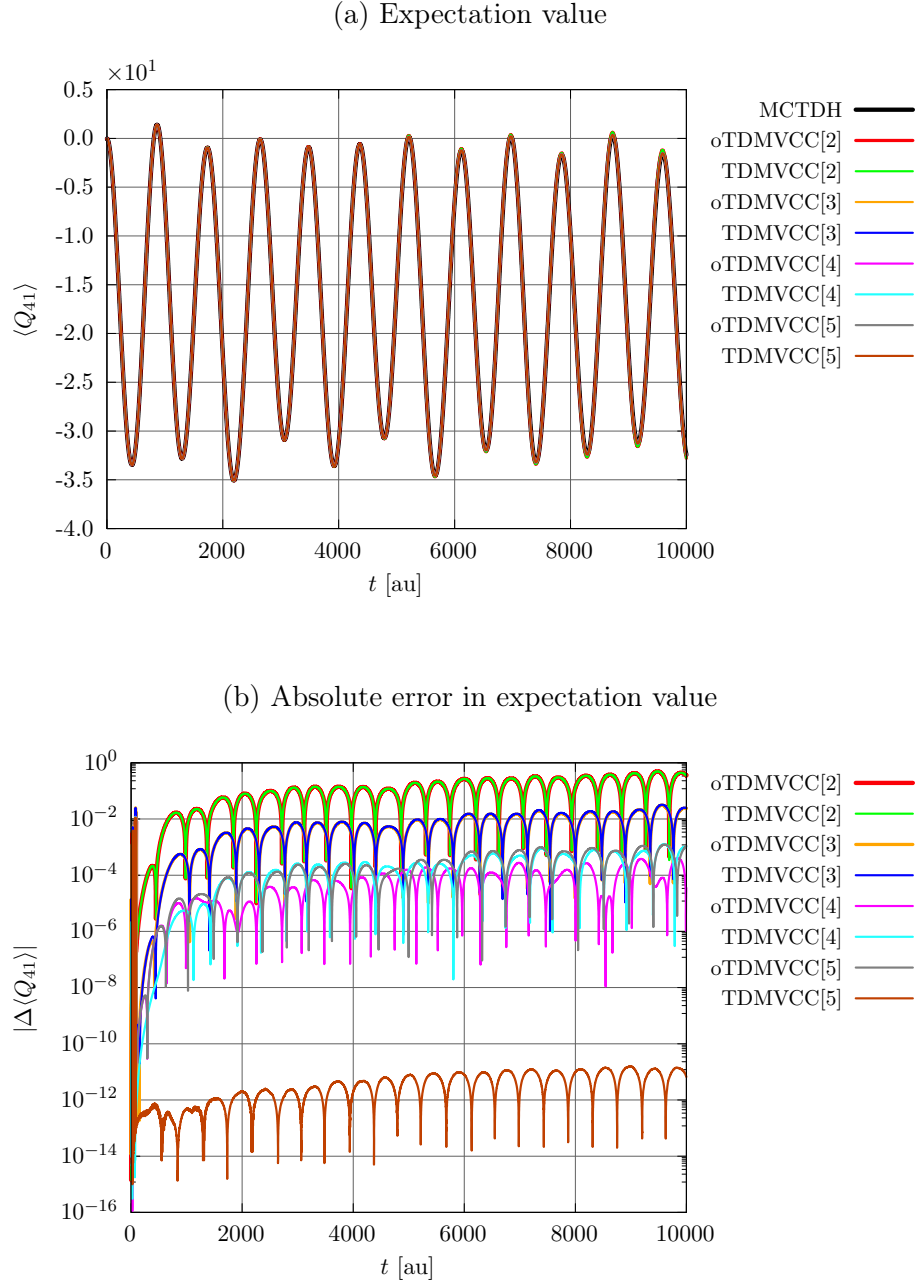 (a) Expectation value
×10¹
0.5
0.0
-0.5
-1.0
-1.5
-2.0
-2.5
-3.0
-3.5
-4.0
⟨Q₄₁⟩
0 2000 4000 6000 8000 10000
t [au]
MCTDH
oTDMVCC[2]
TDMVCC[2]
oTDMVCC[3]
TDMVCC[3]
oTDMVCC[4]
TDMVCC[4]
oTDMVCC[5]
TDMVCC[5]
(b) Absolute error in expectation value
10⁰
10⁻²
10⁻⁴
10⁻⁶
10⁻⁸
10⁻¹⁰
10⁻¹²
10⁻¹⁴
10⁻¹⁶
|Δ⟨Q₄₁⟩|
0 2000 4000 6000 8000 10000
t [au]
oTDMVCC[2]
TDMVCC[2]
oTDMVCC[3]
TDMVCC[3]
oTDMVCC[4]
TDMVCC[4]
oTDMVCC[5]
TDMVCC[5]